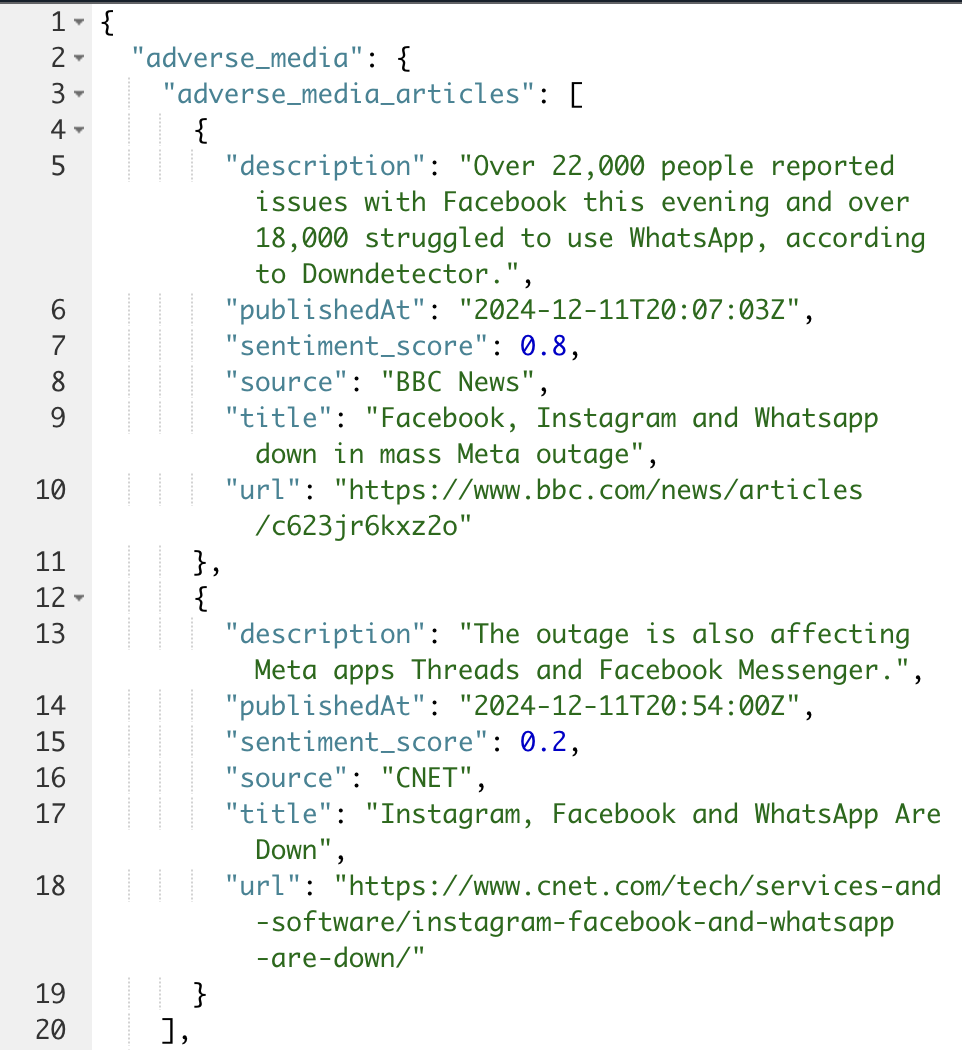 1 {
2 "adverse_media": {
3 "adverse_media_articles": [
4 {
5 "description": "Over 22,000 people reported
issues with Facebook this evening and over
18,000 struggled to use WhatsApp, according
to Downdetector.",
6 "publishedAt": "2024-12-11T20:07:03Z",
7 "sentiment_score": 0.8,
8 "source": "BBC News",
9 "title": "Facebook, Instagram and Whatsapp
down in mass Meta outage",
10 "url": "https://www.bbc.com/news/articles
/c623jr6kxz2o"
11 },
12 {
13 "description": "The outage is also affecting
Meta apps Threads and Facebook Messenger.",
14 "publishedAt": "2024-12-11T20:54:00Z",
15 "sentiment_score": 0.2,
16 "source": "CNET",
17 "title": "Instagram, Facebook and WhatsApp Are
Down",
18 "url": "https://www.cnet.com/tech/services-and
-software/instagram-facebook-and-whatsapp
-are-down/"
19 }
20 ],